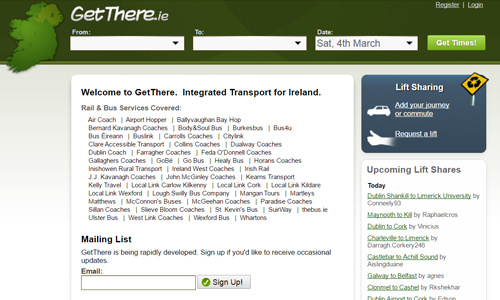 GetThere.ie
Register | Login
From: To: Date:
Sat, 4th March
Get Times!
Welcome to GetThere. Integrated Transport for Ireland.
Rail & Bus Services Covered:
Air Coach | Airport Hopper | Ballyvaughan Bay Hop
Bernard Kavanagh Coaches | Body&Soul Bus | Burkesbus | Bus4u
Bus Éireann | Buslink | Carrolls Coaches | Citylink
Clare Accessible Transport | Collins Coaches | Dualway Coaches
Dublin Coach | Farragher Coaches | Feda O'Donnell Coaches
Gallaghers Coaches | GoBé | Go Bus | Healy Bus | Horans Coaches
Inishowen Rural Transport | Ireland West Coaches | Irish Rail
J.J. Kavanagh Coaches | John McGinley Coaches | Kearns Transport
Kelly Travel | Local Link Carlow Kilkenny | Local Link Cork | Local Link Kildare
Local Link Wexford | Lough Swilly Bus Company | Mangan Tours | Martleys
Matthews | McConnon's Buses | McGeehan Coaches | Paradise Coaches
Sillan Coaches | Slieve Bloom Coaches | St. Kevin's Bus | SuirWay | thebus.ie
Ulster Bus | West Link Coaches | Wexford Bus | Whartons
Mailing List
GetThere is being rapidly developed. Sign up if you'd like to receive occasional
updates.
Email:
Sign Up!
Lift Sharing
Add your journey
or commute
Request a lift
Upcoming Lift Shares
Today
Dublin Shankill to Limerick University by
Conneely93
Maynooth to Kill by Raphaelcros
Dublin to Cork by Vinicius
Charleville to Limerick by
Darragh.Corkery246
Castlebar to Achill Sound by
Aislingduane
Galway to Belfast by agnes
Clonmel to Cashel by Rkshekhar
Dublin Airport to Cork by Edson